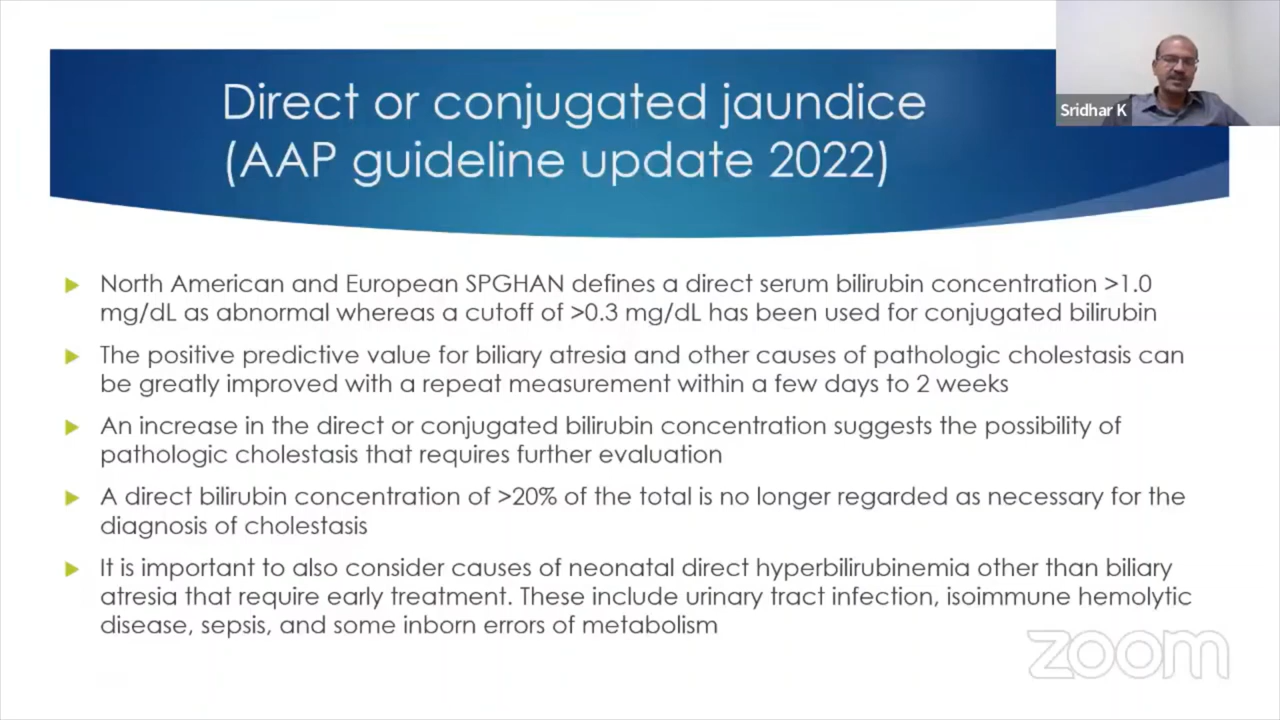 Direct or conjugated jaundice
(AAP guideline update 2022)
Sridhar K
North American and European SPGHAN defines a direct serum bilirubin concentration >1.0
mg/dL as abnormal whereas a cutoff of >0.3 mg/dL has been used for conjugated bilirubin
The positive predictive value for biliary atresia and other causes of pathologic cholestasis can
be greatly improved with a repeat measurement within a few days to 2 weeks
An increase in the direct or conjugated bilirubin concentration suggests the possibility of
pathologic cholestasis that requires further evaluation
A direct bilirubin concentration of >20% of the total is no longer regarded as necessary for the
diagnosis of cholestasis
It is important to also consider causes of neonatal direct hyperbilirubinemia other than biliary
atresia that require early treatment. These include urinary tract infection, isoimmune hemolytic
disease, sepsis, and some inborn errors of metabolism
zoom